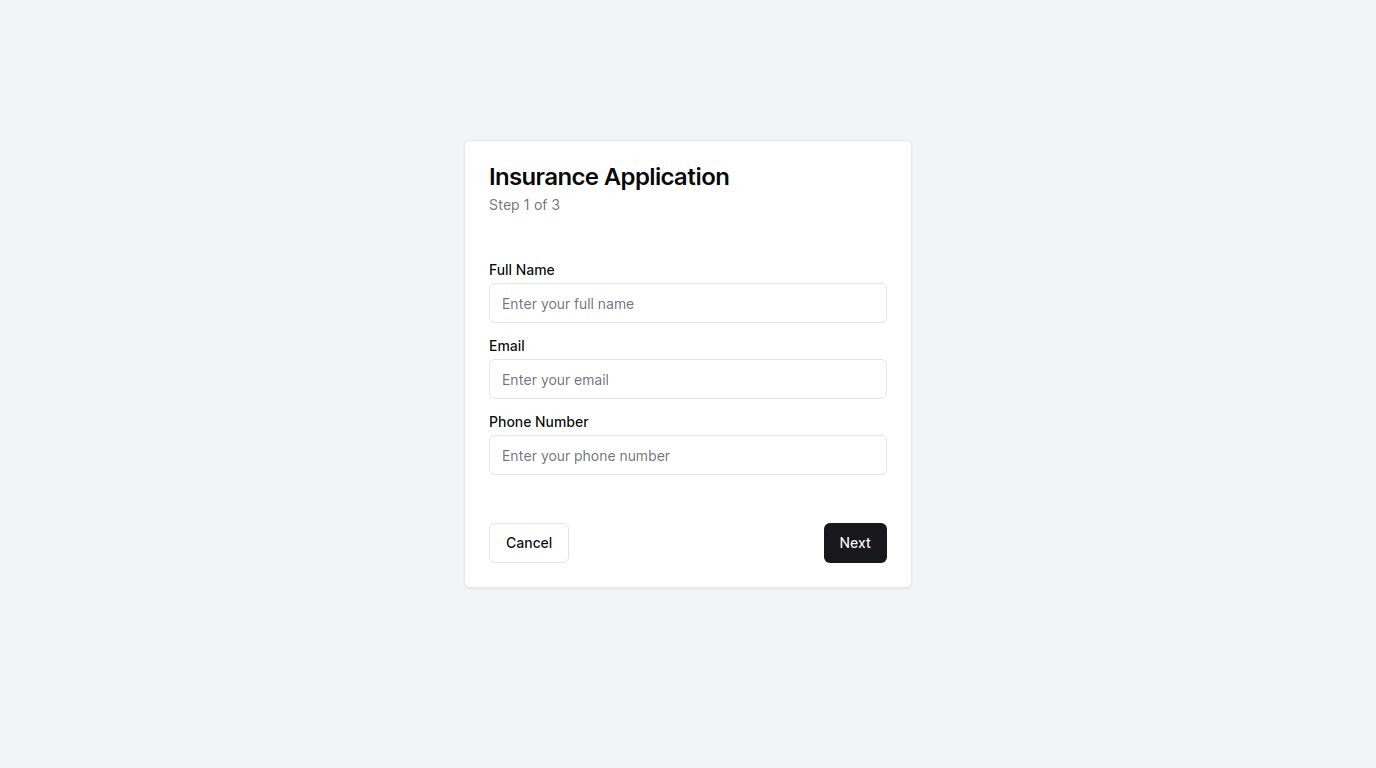 Insurance Application
Step 1 of 3
Full Name
Enter your full name
Email
Enter your email
Phone Number
Enter your phone number
Cancel
Next